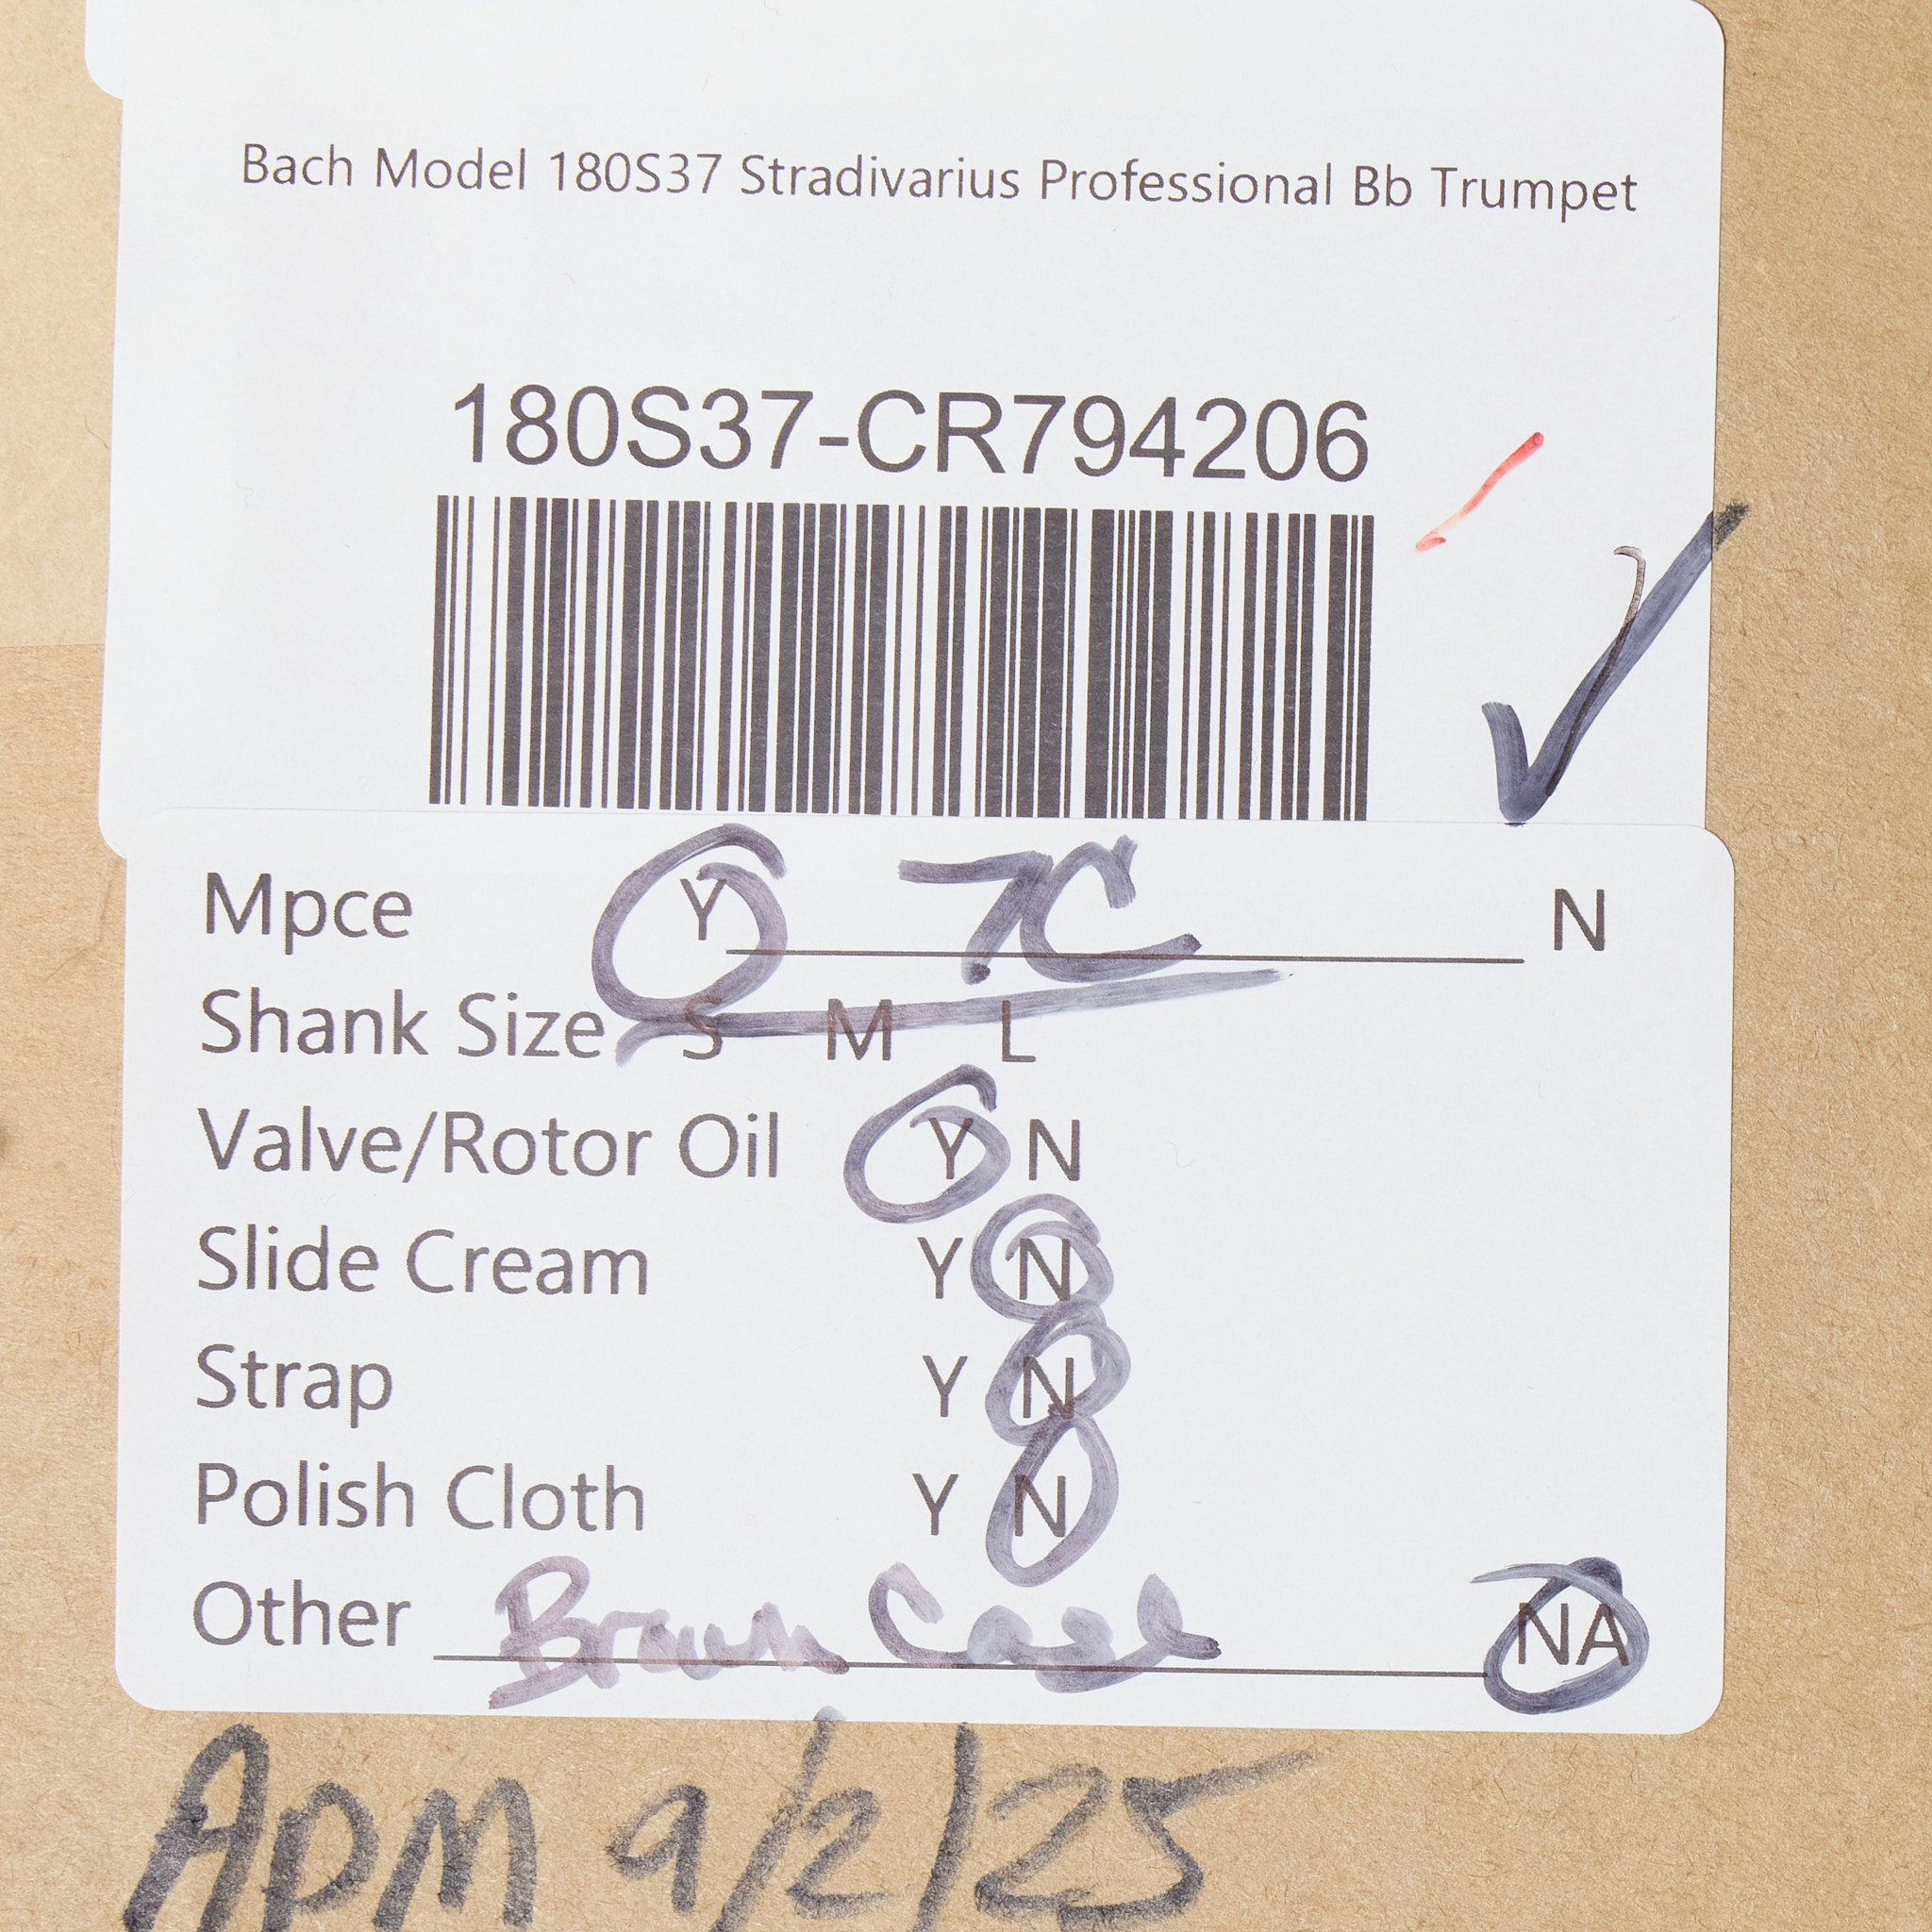 Bach Model 180S37 Stradivarius Professional Bb Trumpet
180S37-CR794206
Mpce Y 7C N
Shank Size S M L
Valve/Rotor Oil Y N
Slide Cream Y N
Strap Y N
Polish Cloth Y N
Other Brown Case NA
APM 9/2/25